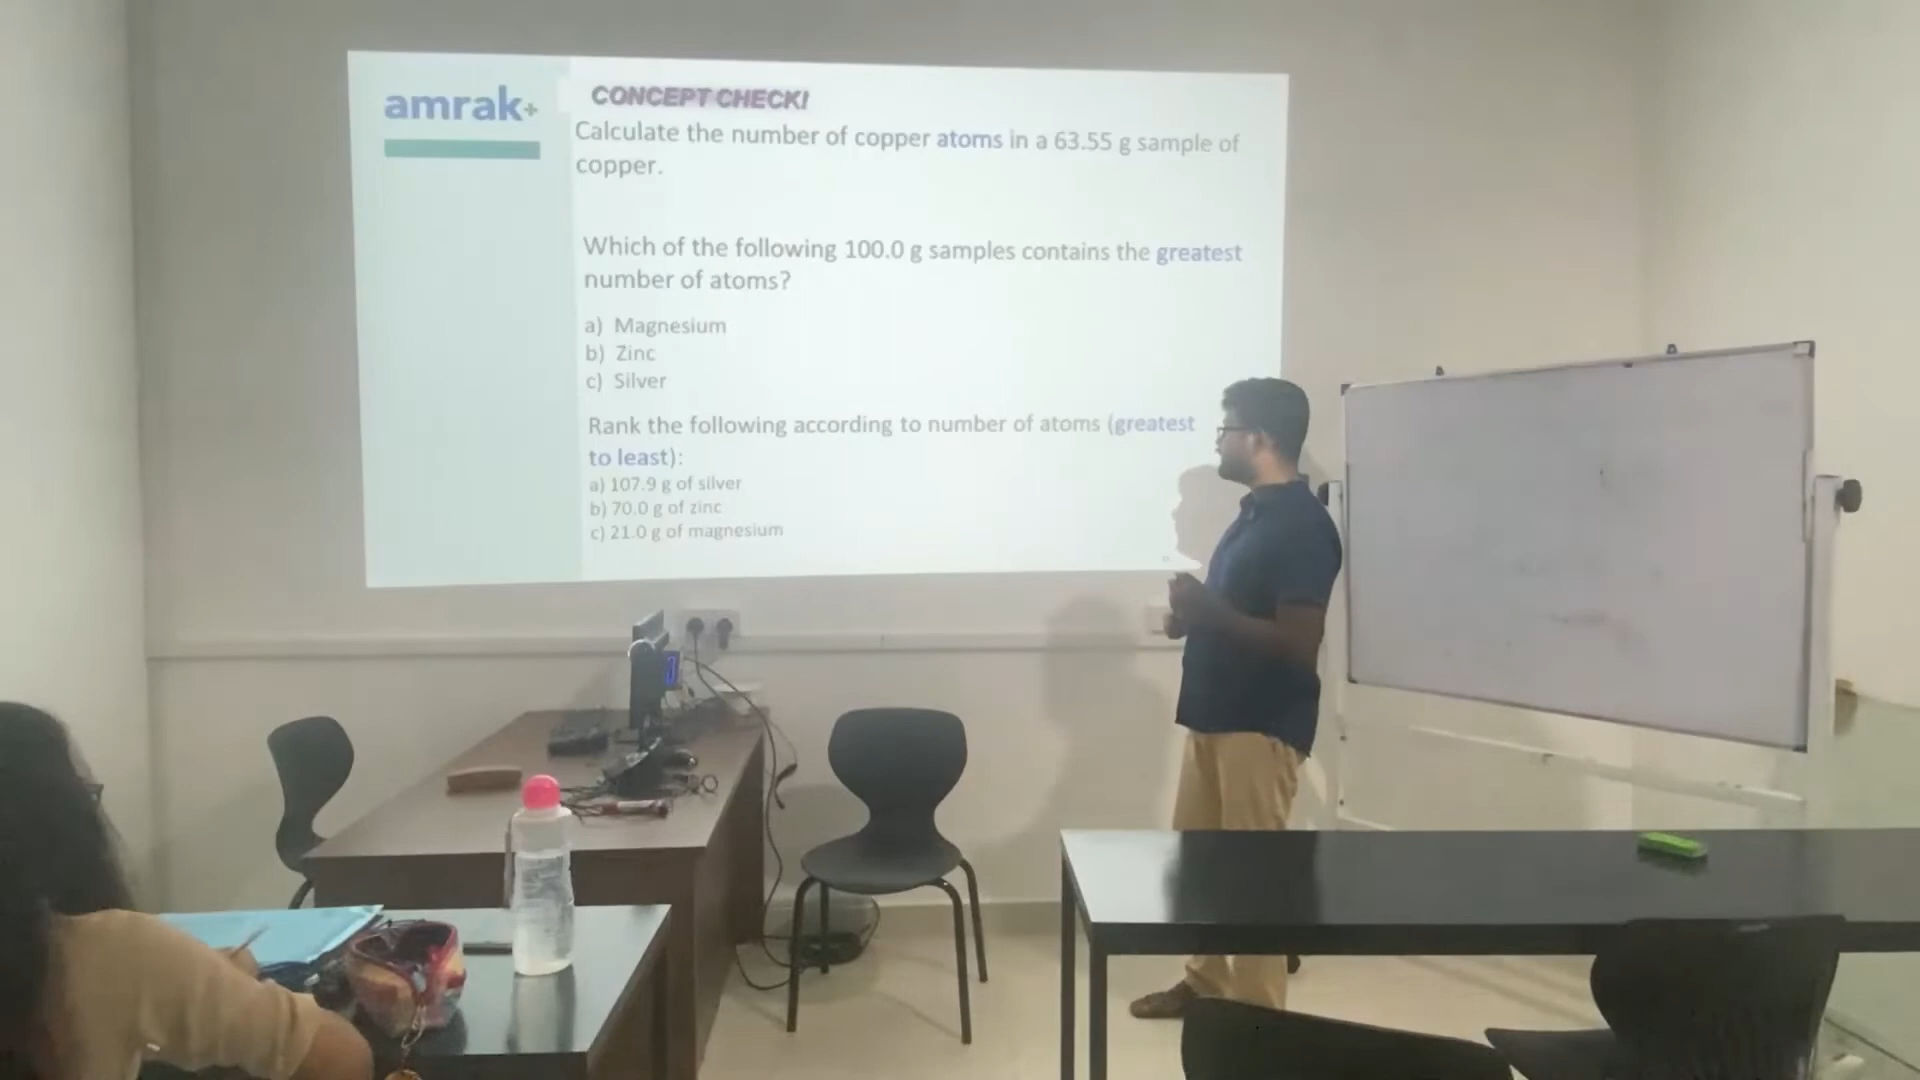 amrak+
CONCEPT CHECK!
Calculate the number of copper atoms in a 63.55 g sample of
copper.
Which of the following 100.0 g samples contains the greatest
number of atoms?
a) Magnesium
b) Zinc
c) Silver
Rank the following according to number of atoms (greatest
to least):
a) 107.9 g of silver
b) 70.0 g of zinc
c) 21.0 g of magnesium